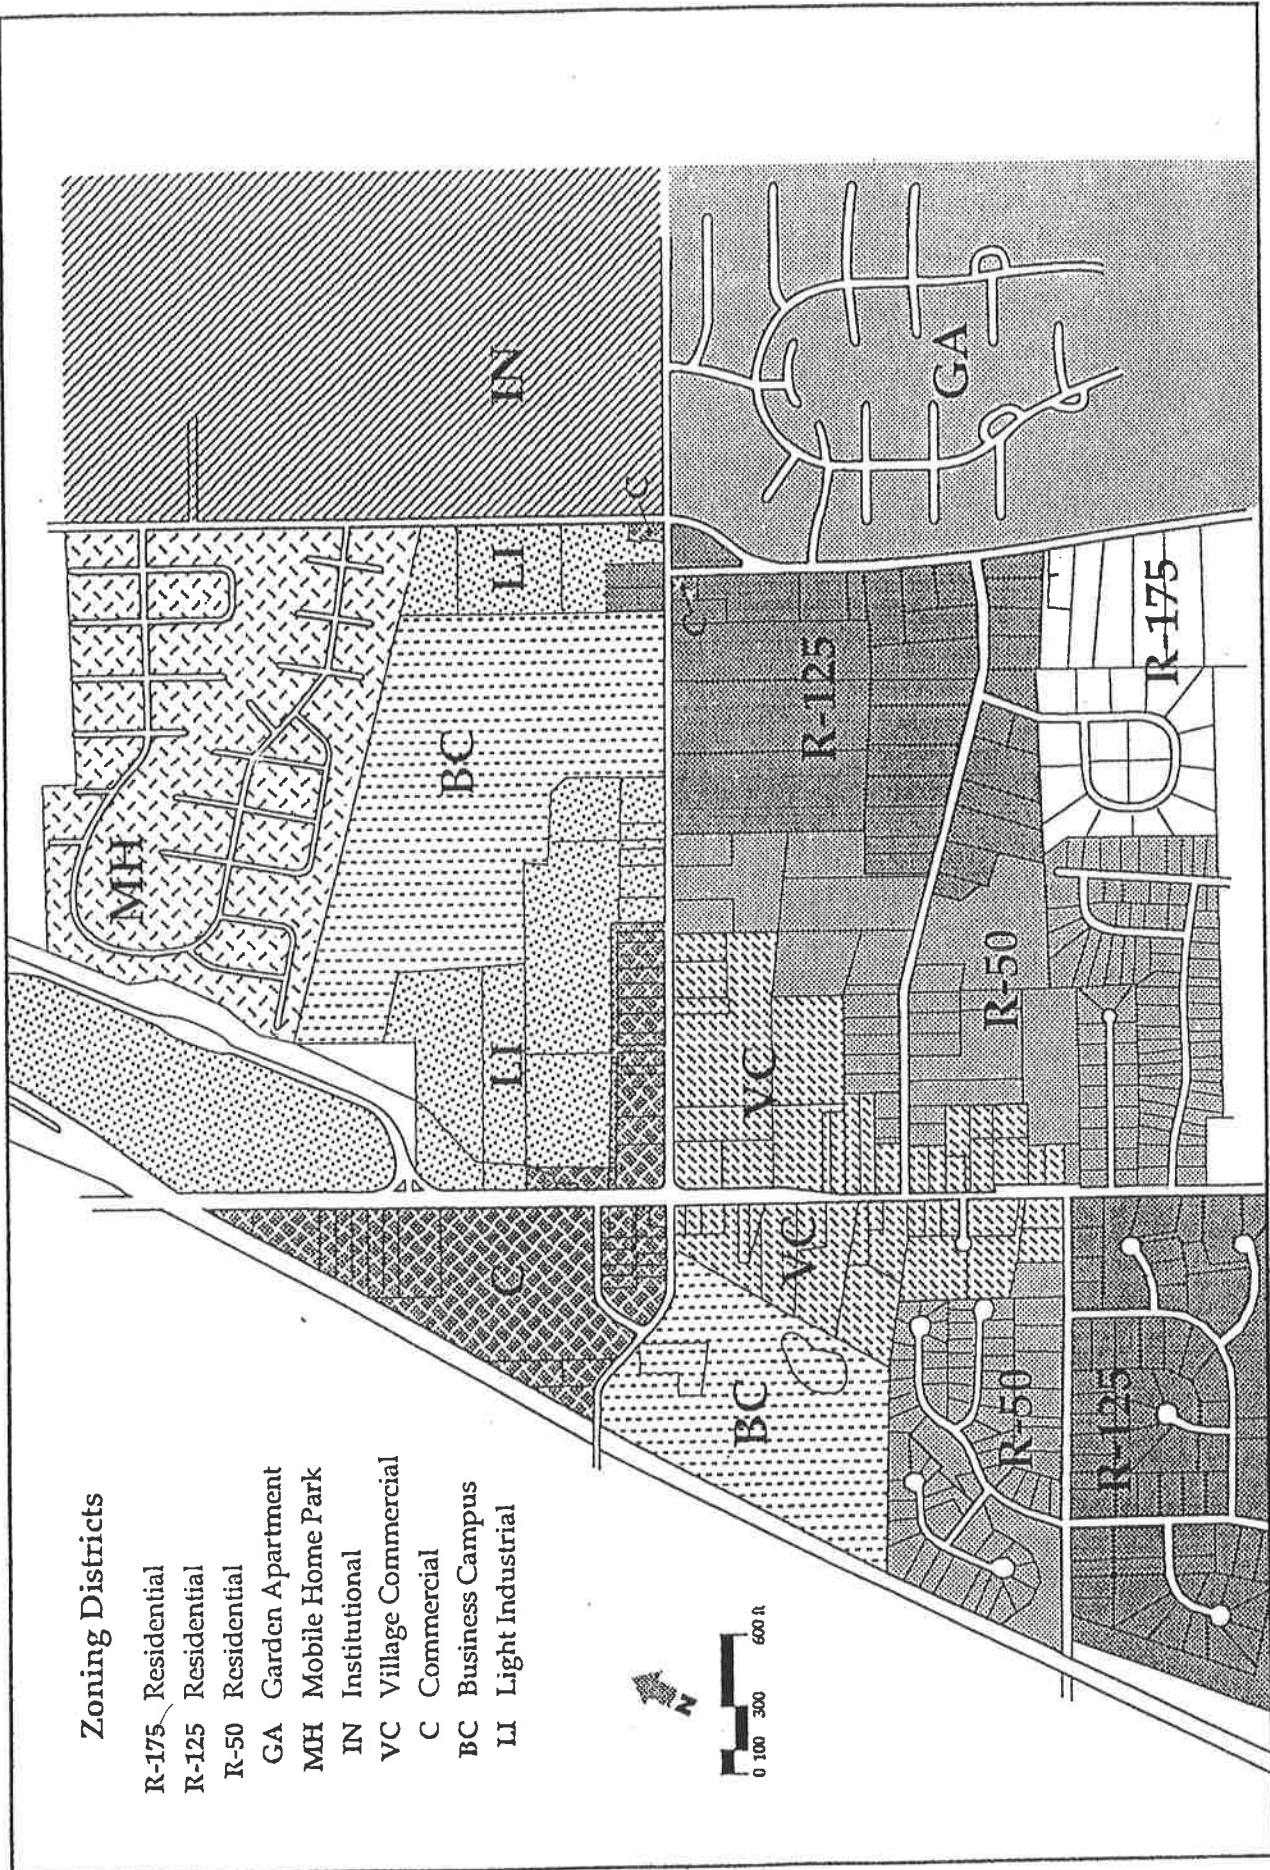 Zoning Districts
R-175 Residential
R-125 Residential
R-50 Residential
GA Garden Apartment
MH Mobile Home Park
IN Institutional
VC Village Commercial
C Commercial
BC Business Campus
LI Light Industrial
N
0 100 300 600 ft
MH
IN
BC
LI
LI
C
C
C
BC
VC
VC
R-125
GA
R-50
R-50
R-125
R-175